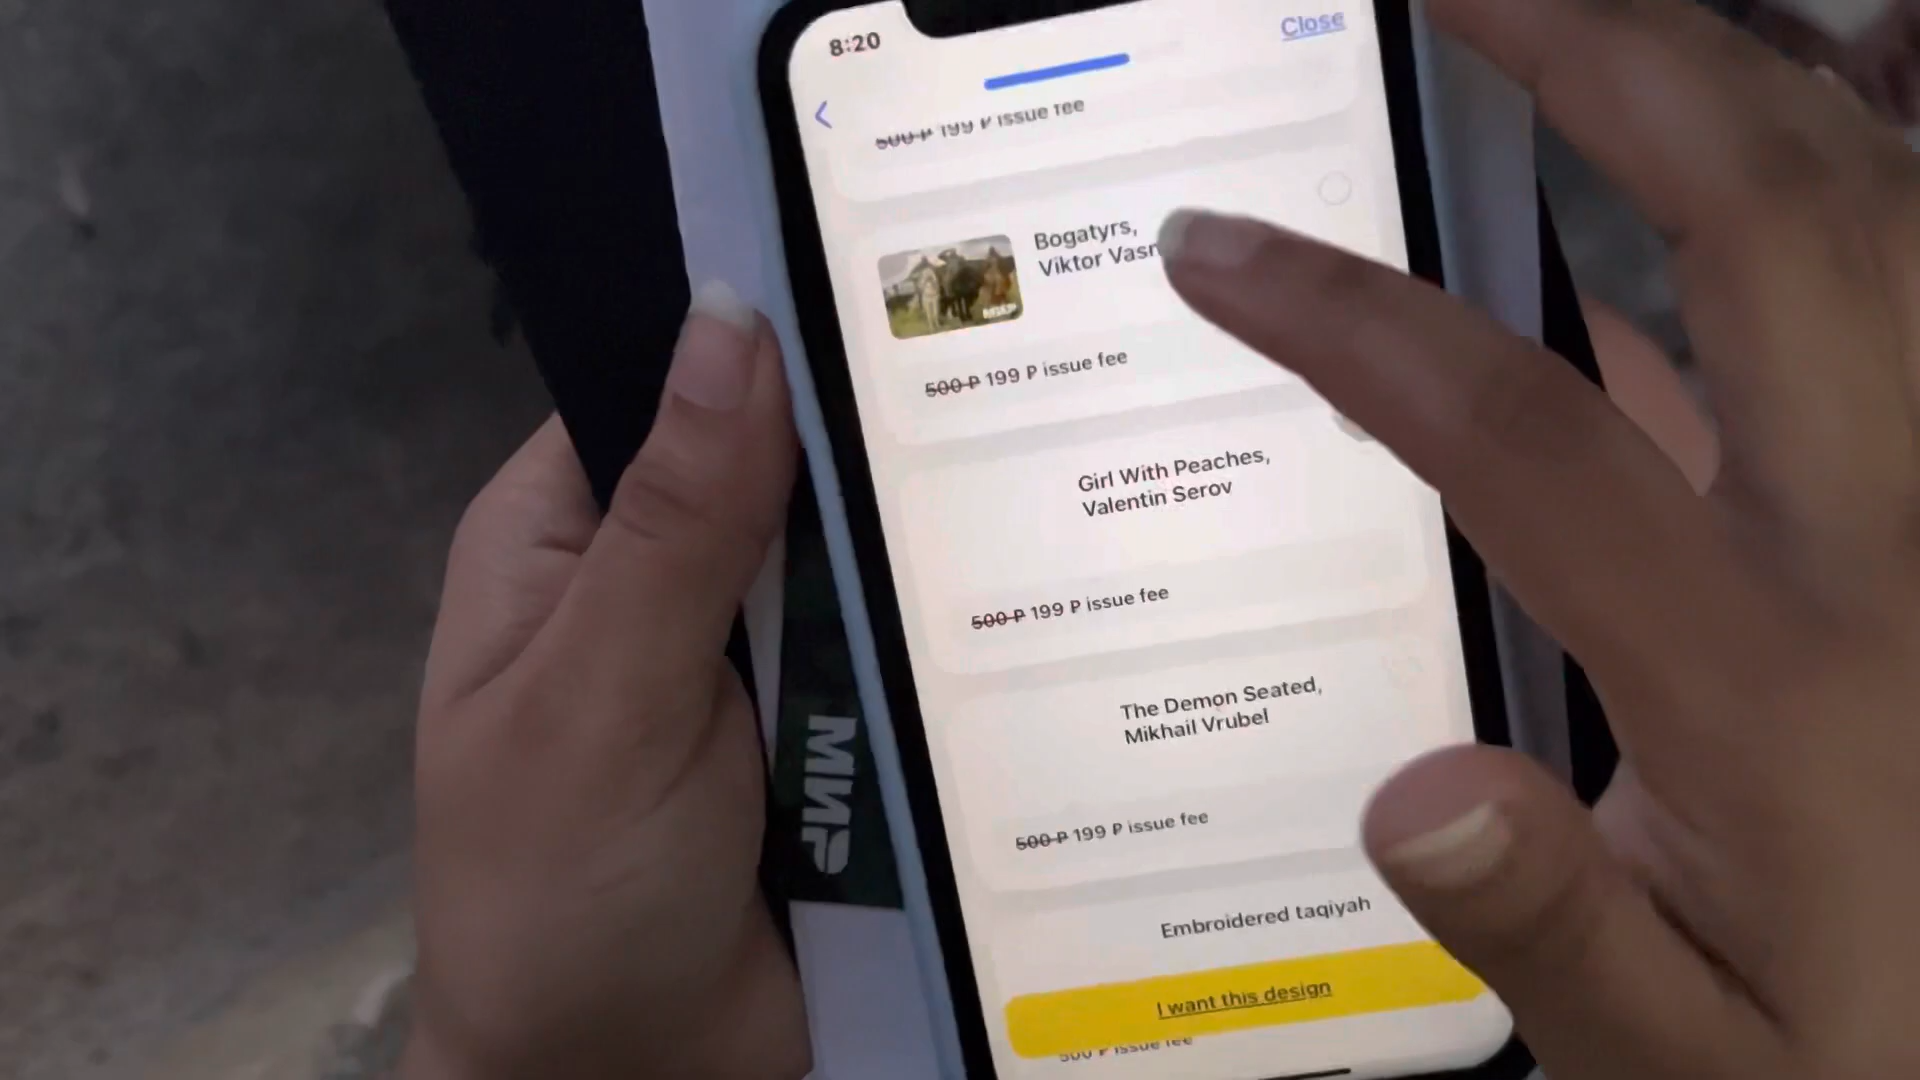 8:20
Close
500 ₽ 199 ₽ issue fee
Bogatyrs,
Viktor Vasn
500 ₽ 199 ₽ issue fee
Girl With Peaches,
Valentin Serov
500 ₽ 199 ₽ issue fee
The Demon Seated,
Mikhail Vrubel
500 ₽ 199 ₽ issue fee
Embroidered taqiyah
I want this design
500 ₽ issue fee
МИР